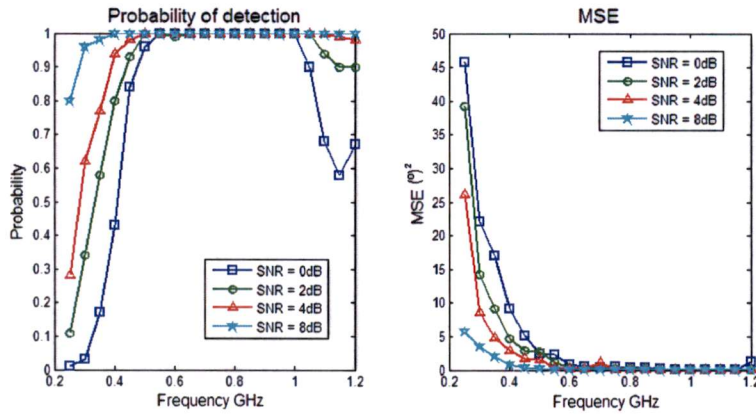 Probability of detection
1
0.9
0.8
0.7
0.6
0.5
0.4
0.3
0.2
0.1
0
Probability
SNR = 0dB
SNR = 2dB
SNR = 4dB
SNR = 8dB
0.2 0.4 0.6 0.8 1 1.2
Frequency GHz
MSE
50
45
40
35
30
25
20
15
10
5
0
MSE (º)²
SNR = 0dB
SNR = 2dB
SNR = 4dB
SNR = 8dB
0.2 0.4 0.6 0.8 1 1.2
Frequency GHz